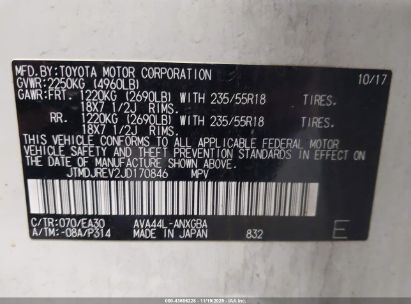 MFD.BY:TOYOTA MOTOR CORPORATION 10/17
GVWR:2250KG (4960LB)
GAWR:FRT. 1220KG (2690LB) WITH 235/55R18 TIRES.
18X7 1/2J RIMS.
RR. 1220KG (2690LB) WITH 235/55R18 TIRES.
18X7 1/2J RIMS.
THIS VEHICLE CONFORMS TO ALL APPLICABLE FEDERAL MOTOR
VEHICLE SAFETY AND BUMPER STANDARDS IN EFFECT ON THE
DATE OF MANUFACTURE SHOWN ABOVE.
JTMDJREV2JD170846 MPV
C/TR:070/EA30 AVA44L-ANXGBA
A/TM:-08A/P314 MADE IN JAPAN 832 E